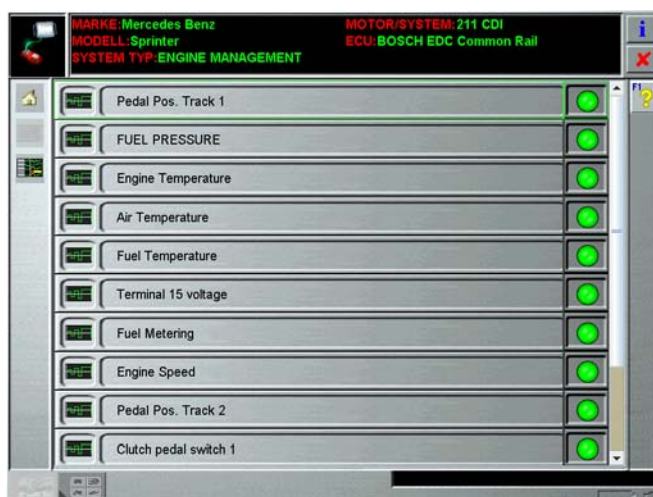 MARKE:Mercedes Benz MOTOR/SYSTEM:211 CDI
MODELL:Sprinter ECU:BOSCH EDC Common Rail
SYSTEM TYP:ENGINE MANAGEMENT
i
F1
?
Pedal Pos. Track 1
FUEL PRESSURE
Engine Temperature
Air Temperature
Fuel Temperature
Terminal 15 voltage
Fuel Metering
Engine Speed
Pedal Pos. Track 2
Clutch pedal switch 1